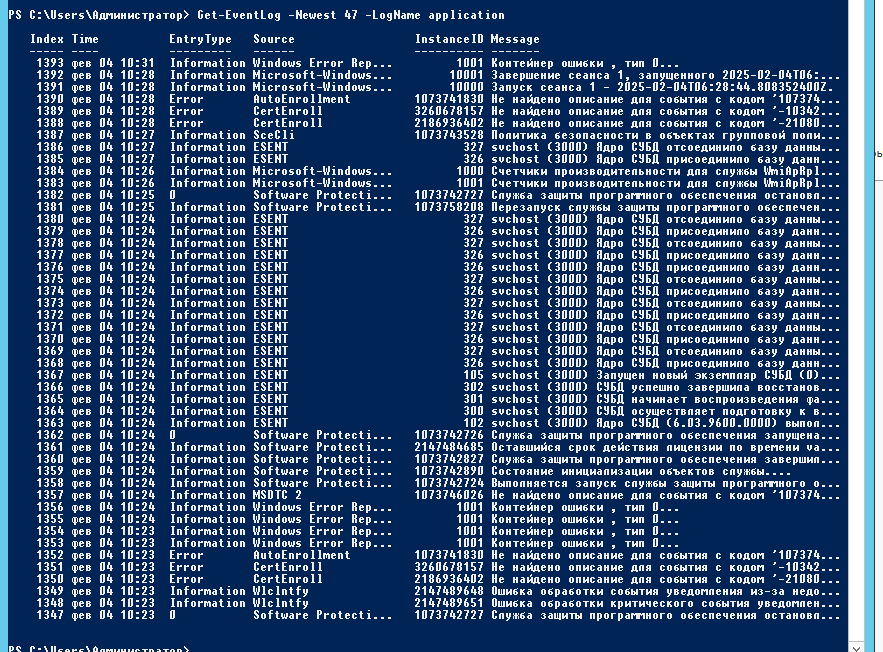 PS C:\Users\Администратор> Get-EventLog -Newest 47 -LogName application
Index Time EntryType Source InstanceID Message
----- ---- --------- ------ ---------- -------
1393 фев 04 10:31 Information Windows Error Rep... 1001 Контейнер ошибки , тип 0...
1392 фев 04 10:28 Information Microsoft-Windows... 10001 Завершение сеанса 1, запущенного 2025-02-04T06:...
1391 фев 04 10:28 Information Microsoft-Windows... 10000 Запуск сеанса 1 - 2025-02-04T06:28:44.808352400Z.
1390 фев 04 10:28 Error AutoEnrollment 1073741830 Не найдено описание для события с кодом '107374...
1389 фев 04 10:28 Error CertEnroll 3260678157 Не найдено описание для события с кодом '-10342...
1388 фев 04 10:28 Error CertEnroll 2186936402 Не найдено описание для события с кодом '-21080...
1387 фев 04 10:27 Information SceCli 1073743528 Политика безопасности в объектах групповой поли...
1386 фев 04 10:27 Information ESENT 327 svchost (3000) Ядро СУБД отсоединило базу данны...
1385 фев 04 10:27 Information ESENT 326 svchost (3000) Ядро СУБД присоединило базу данн...
1384 фев 04 10:26 Information Microsoft-Windows... 1000 Счетчики производительности для службы WmiApRpl...
1383 фев 04 10:26 Information Microsoft-Windows... 1001 Счетчики производительности для службы WmiApRpl...
1382 фев 04 10:25 0 Software Protecti... 1073742727 Служба защиты программного обеспечения остановл...
1381 фев 04 10:25 Information Software Protecti... 1073758208 Перезапуск службы защиты программного обеспечен...
1380 фев 04 10:24 Information ESENT 327 svchost (3000) Ядро СУБД отсоединило базу данны...
1379 фев 04 10:24 Information ESENT 326 svchost (3000) Ядро СУБД присоединило базу данн...
1378 фев 04 10:24 Information ESENT 327 svchost (3000) Ядро СУБД отсоединило базу данны...
1377 фев 04 10:24 Information ESENT 326 svchost (3000) Ядро СУБД присоединило базу данн...
1376 фев 04 10:24 Information ESENT 326 svchost (3000) Ядро СУБД присоединило базу данн...
1375 фев 04 10:24 Information ESENT 327 svchost (3000) Ядро СУБД отсоединило базу данны...
1374 фев 04 10:24 Information ESENT 326 svchost (3000) Ядро СУБД присоединило базу данн...
1373 фев 04 10:24 Information ESENT 327 svchost (3000) Ядро СУБД отсоединило базу данны...
1372 фев 04 10:24 Information ESENT 326 svchost (3000) Ядро СУБД присоединило базу данн...
1371 фев 04 10:24 Information ESENT 327 svchost (3000) Ядро СУБД отсоединило базу данны...
1370 фев 04 10:24 Information ESENT 326 svchost (3000) Ядро СУБД присоединило базу данн...
1369 фев 04 10:24 Information ESENT 327 svchost (3000) Ядро СУБД отсоединило базу данны...
1368 фев 04 10:24 Information ESENT 326 svchost (3000) Ядро СУБД присоединило базу данн...
1367 фев 04 10:24 Information ESENT 105 svchost (3000) Запущен новый экземпляр СУБД (0)...
1366 фев 04 10:24 Information ESENT 302 svchost (3000) СУБД успешно завершила восстанов...
1365 фев 04 10:24 Information ESENT 301 svchost (3000) СУБД начинает воспроизведения фа...
1364 фев 04 10:24 Information ESENT 300 svchost (3000) СУБД осуществляет подготовку к в...
1363 фев 04 10:24 Information ESENT 102 svchost (3000) Ядро СУБД (6.03.9600.0000) выпол...
1362 фев 04 10:24 0 Software Protecti... 1073742726 Служба защиты программного обеспечения запущена...
1361 фев 04 10:24 Information Software Protecti... 2147484685 Оставшийся срок действия лицензии по времени va...
1360 фев 04 10:24 Information Software Protecti... 1073742827 Служба защиты программного обеспечения завершил...
1359 фев 04 10:24 Information Software Protecti... 1073742890 Состояние инициализации объектов службы....
1358 фев 04 10:24 Information Software Protecti... 1073742724 Выполняется запуск службы защиты программного о...
1357 фев 04 10:24 Information MSDTC 2 1073746026 Не найдено описание для события с кодом '107374...
1356 фев 04 10:24 Information Windows Error Rep... 1001 Контейнер ошибки , тип 0...
1355 фев 04 10:24 Information Windows Error Rep... 1001 Контейнер ошибки , тип 0...
1354 фев 04 10:23 Information Windows Error Rep... 1001 Контейнер ошибки , тип 0...
1353 фев 04 10:23 Information Windows Error Rep... 1001 Контейнер ошибки , тип 0...
1352 фев 04 10:23 Error AutoEnrollment 1073741830 Не найдено описание для события с кодом '107374...
1351 фев 04 10:23 Error CertEnroll 3260678157 Не найдено описание для события с кодом '-10342...
1350 фев 04 10:23 Error CertEnroll 2186936402 Не найдено описание для события с кодом '-21080...
1349 фев 04 10:23 Information Wlclntfy 2147489648 Ошибка обработки события уведомления из-за недо...
1348 фев 04 10:23 Information Wlclntfy 2147489651 Ошибка обработки критического события уведомлен...
1347 фев 04 10:23 0 Software Protecti... 1073742727 Служба защиты программного обеспечения остановл...
PS C:\Users\Администратор>